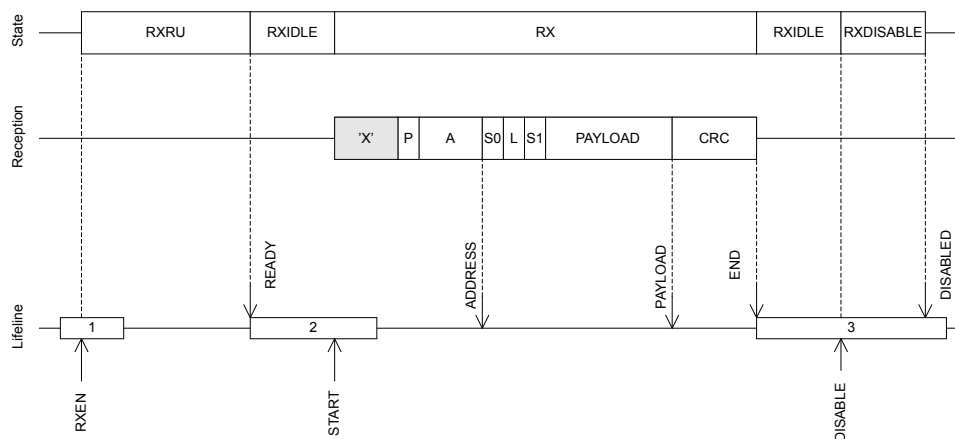 State
RXRU RXIDLE RX RXIDLE RXDISABLE
Reception
'X' P A S0 L S1 PAYLOAD CRC
READY
ADDRESS
PAYLOAD
END
DISABLED
Lifeline
1 2 3
RXEN
START
DISABLE